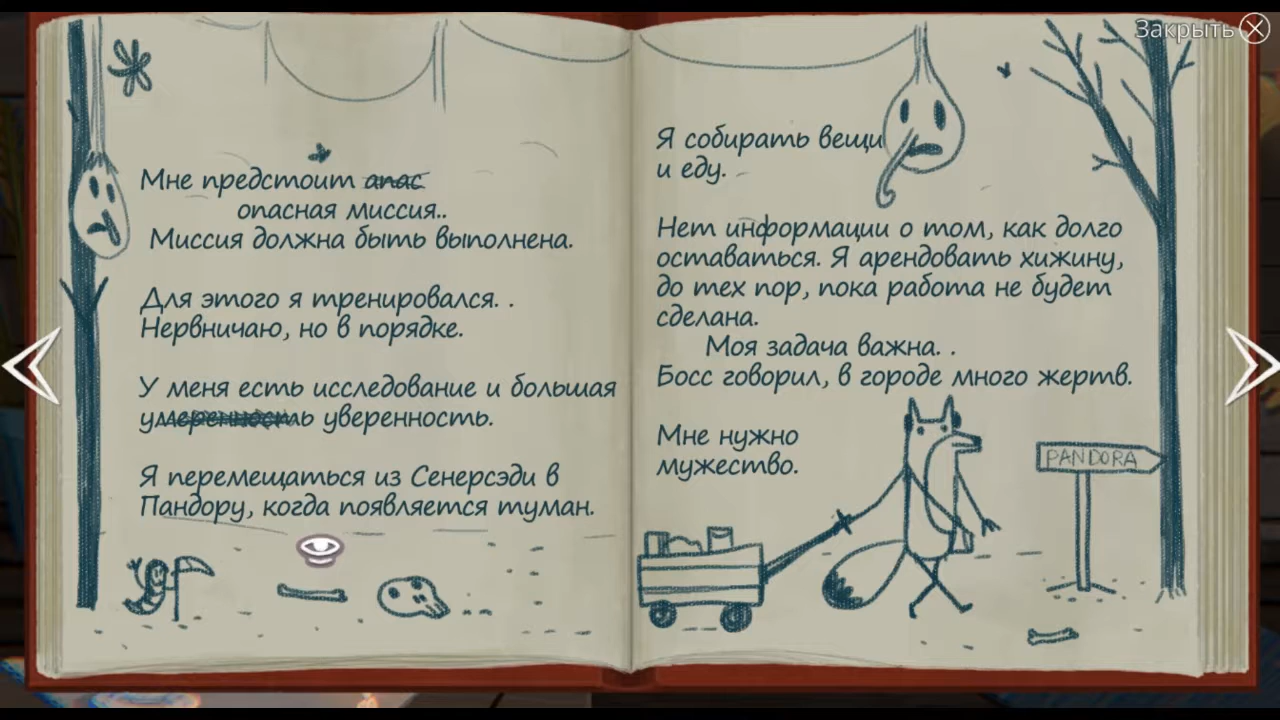 Закрыть
Мне предстоит апас
опасная миссия..
Миссия должна быть выполнена.
Для этого я тренировался. .
Нервничаю, но в порядке.
У меня есть исследование и большая
умеренность уверенность.
Я перемещаться из Сенерсэди в
Пандору, когда появляется туман.
Я собирать вещи
и еду.
Нет информации о том, как долго
оставаться. Я арендовать хижину,
до тех пор, пока работа не будет
сделана.
Моя задача важна. .
Босс говорил, в городе много жертв.
Мне нужно
мужество.
PANDORA